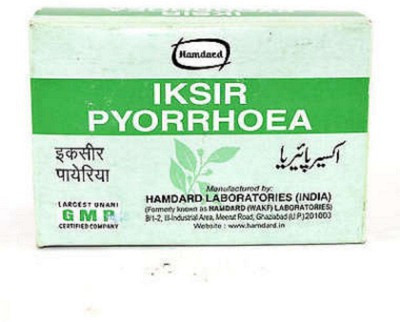 Hamdard
IKSIR
PYORRHOEA
इकसीर
पायेरिया
اکسیر پائیریا
LARGEST UNANI
GMP
CERTIFIED COMPANY
Manufactured by:
HAMDARD LABORATORIES (INDIA)
(Formerly known as HAMDARD (WAKF) LABORATORIES)
B/1-2, III-Industrial Area, Meerut Road, Ghaziabad (U.P.) 201003
Website : www.hamdard.in